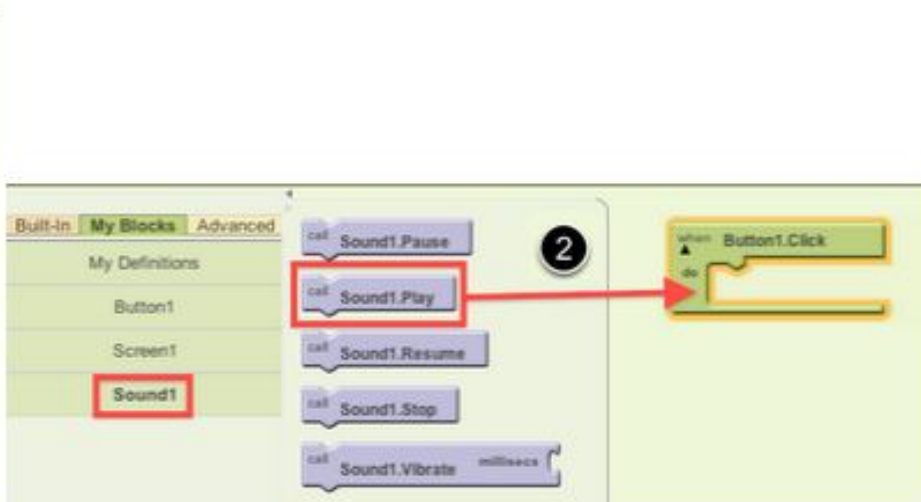 Built-In My Blocks Advanced
My Definitions
Button1
Screen1
Sound1
call Sound1.Pause
call Sound1.Play
call Sound1.Resume
call Sound1.Stop
call Sound1.Vibrate millisecs
2
when Button1.Click
do